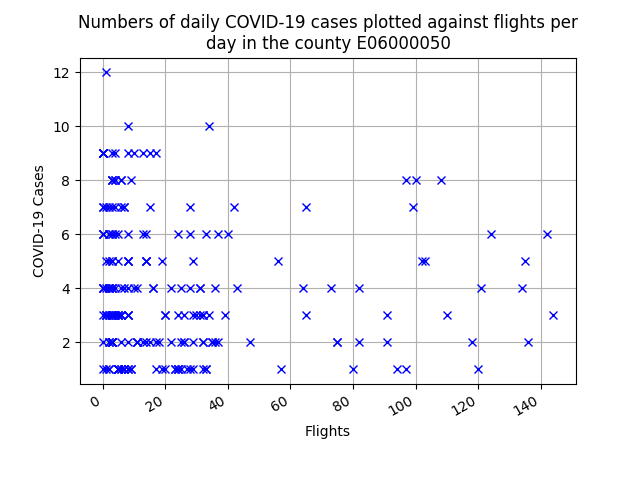 Numbers of daily COVID-19 cases plotted against flights per
day in the county E06000050
12
10
8
6
4
2
COVID-19 Cases
0 20 40 60 80 100 120 140
Flights